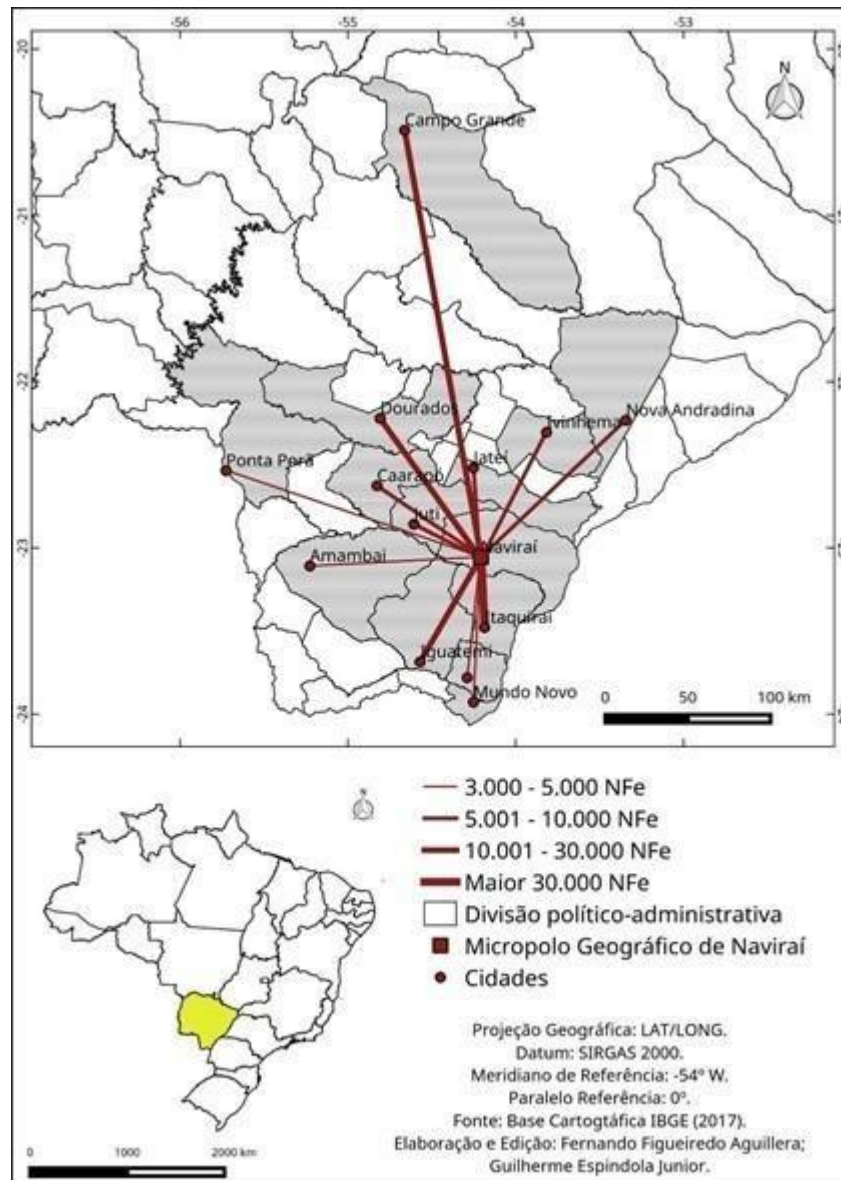 -56
-55
-54
-53
-20
N
Campo Grande
-21
-22
Dourados
Ivinhema
Nova Andradina
Ponta Porã
Jateí
Caarapó
Juti
-23
Amambai
Naviraí
Itaquiraí
Iguatemi
Mundo Novo
-24
0 50 100 km
3.000 - 5.000 NFe
5.001 - 10.000 NFe
10.001 - 30.000 NFe
Maior 30.000 NFe
Divisão político-administrativa
Micropolo Geográfico de Naviraí
Cidades
Projeção Geográfica: LAT/LONG.
Datum: SIRGAS 2000.
Meridiano de Referência: -54º W.
Paralelo Referência: 0º.
Fonte: Base Cartogtáfica IBGE (2017).
Elaboração e Edição: Fernando Figueiredo Aguillera;
Guilherme Espindola Junior.
0 1000 2000 km